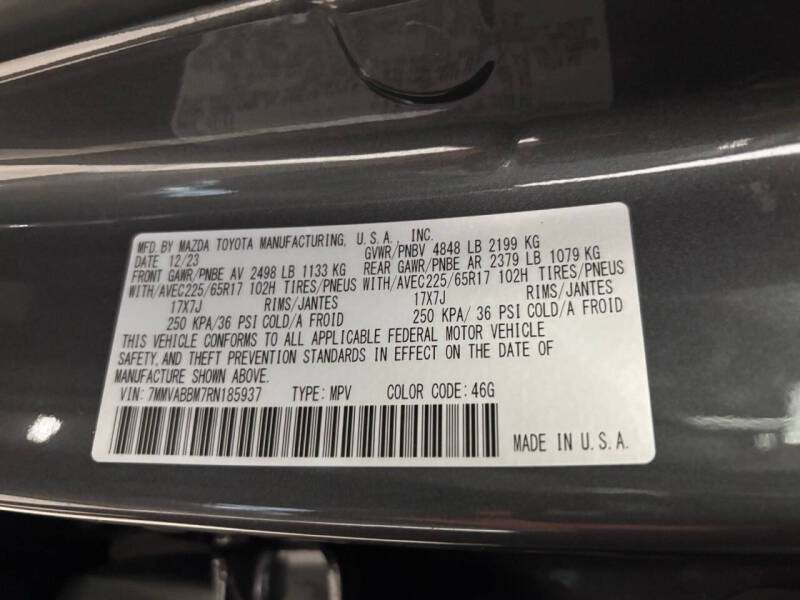 MFD. BY MAZDA TOYOTA MANUFACTURING, U.S.A. INC.
DATE 12/23 GVWR/PNBV 4848 LB 2199 KG
FRONT GAWR/PNBE AV 2498 LB 1133 KG REAR GAWR/PNBE AR 2379 LB 1079 KG
WITH/AVEC225/65R17 102H TIRES/PNEUS WITH/AVEC225/65R17 102H TIRES/PNEUS
17X7J RIMS/JANTES 17X7J RIMS/JANTES
250 KPA/36 PSI COLD/A FROID 250 KPA/ 36 PSI COLD/A FROID
THIS VEHICLE CONFORMS TO ALL APPLICABLE FEDERAL MOTOR VEHICLE
SAFETY, AND THEFT PREVENTION STANDARDS IN EFFECT ON THE DATE OF
MANUFACTURE SHOWN ABOVE.
VIN: 7MMVABBM7RN185937 TYPE: MPV COLOR CODE: 46G
MADE IN U.S.A.